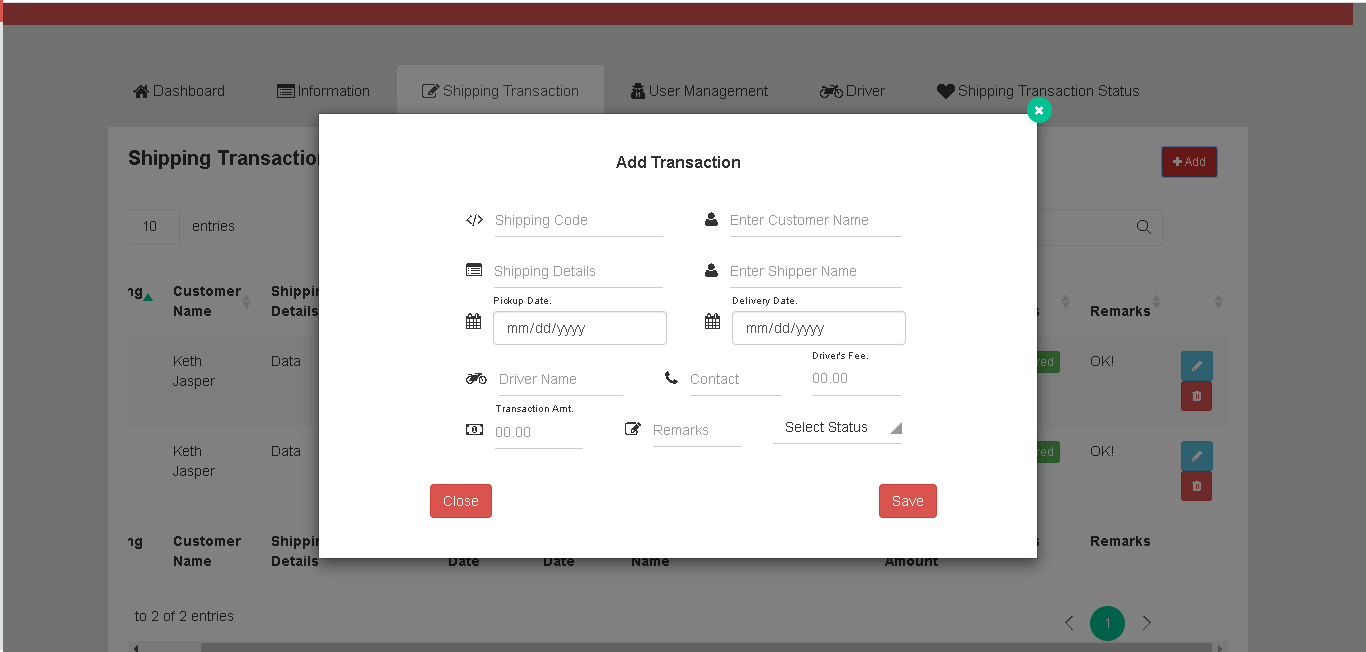 Dashboard
Information
Shipping Transaction
User Management
Driver
Shipping Transaction Status
Shipping Transactio
Add
Add Transaction
10 entries
Shipping Code
Enter Customer Name
Shipping Details
Enter Shipper Name
Pickup Date.
Delivery Date.
mm/dd/yyyy
mm/dd/yyyy
Driver's Fee.
Driver Name
Contact
00.00
Transaction Amt.
00.00
Remarks
Select Status
Close
Save
ng
Customer
Name
Shippi
Details
Remarks
Keth
Jasper
Data
red
OK!
Keth
Jasper
Data
red
OK!
ng
Customer
Name
Shippi
Details
Date
Date
Name
Amount
Remarks
to 2 of 2 entries
1